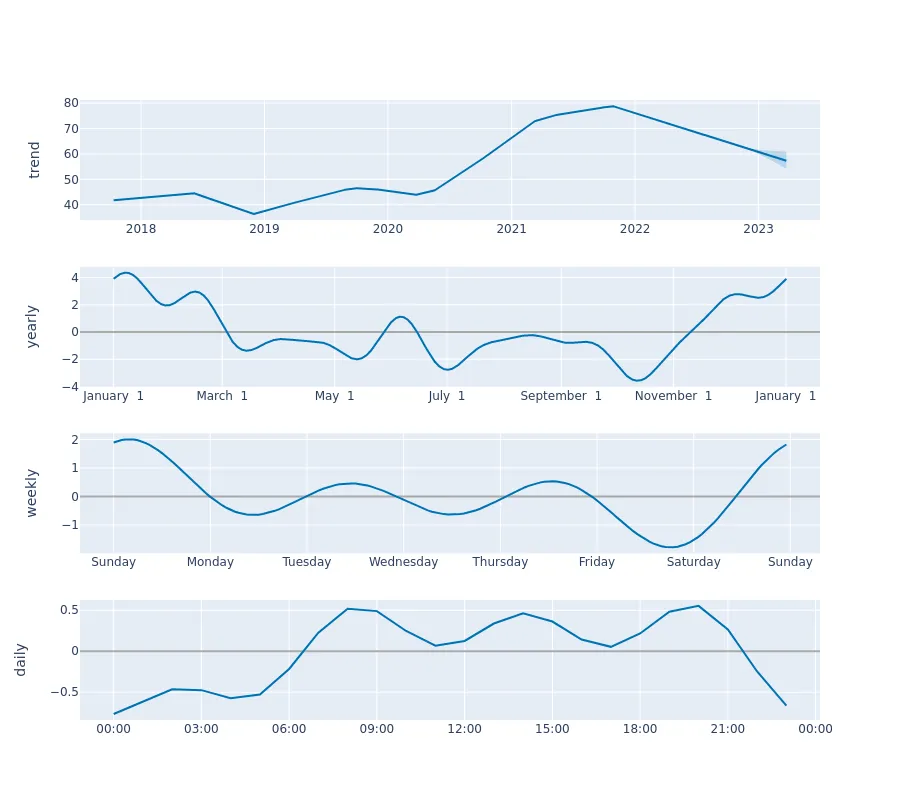 trend
80
70
60
50
40
2018 2019 2020 2021 2022 2023
yearly
4
2
0
−2
−4
January 1 March 1 May 1 July 1 September 1 November 1 January 1
weekly
2
1
0
−1
Sunday Monday Tuesday Wednesday Thursday Friday Saturday Sunday
daily
0.5
0
−0.5
00:00 03:00 06:00 09:00 12:00 15:00 18:00 21:00 00:00